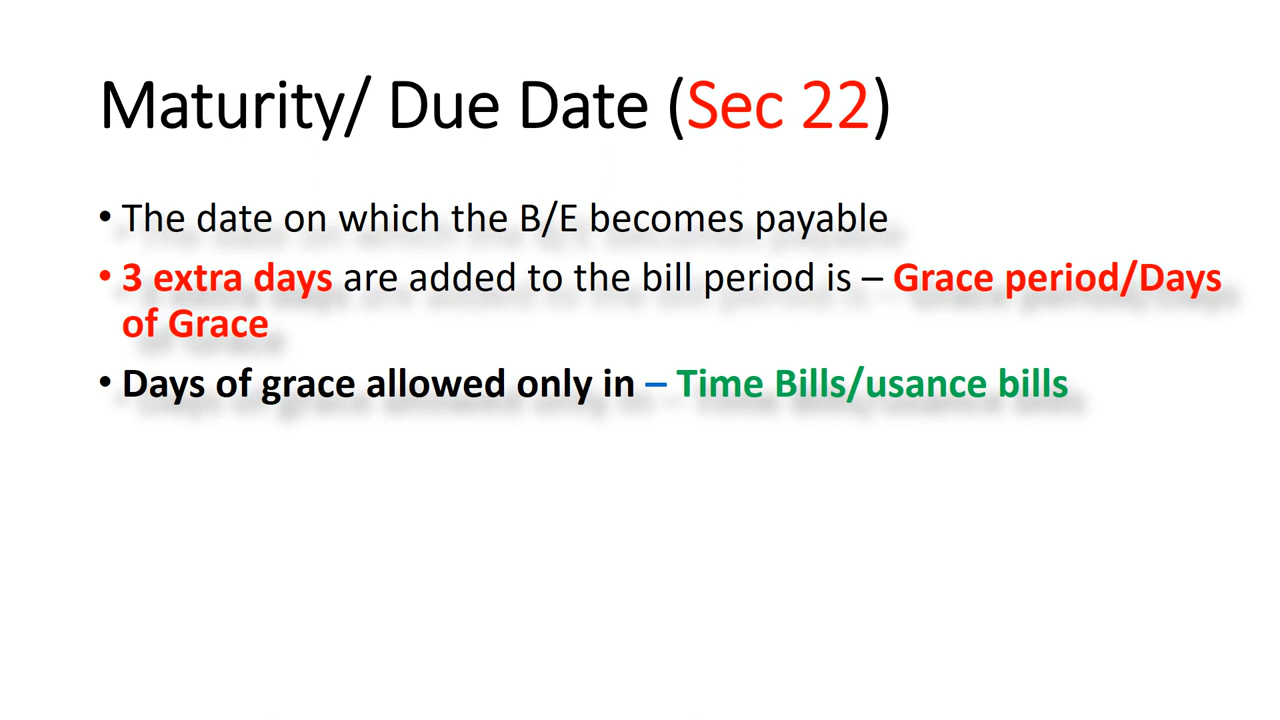 Maturity/ Due Date (Sec 22)
• The date on which the B/E becomes payable
• 3 extra days are added to the bill period is – Grace period/Days
of Grace
• Days of grace allowed only in – Time Bills/usance bills